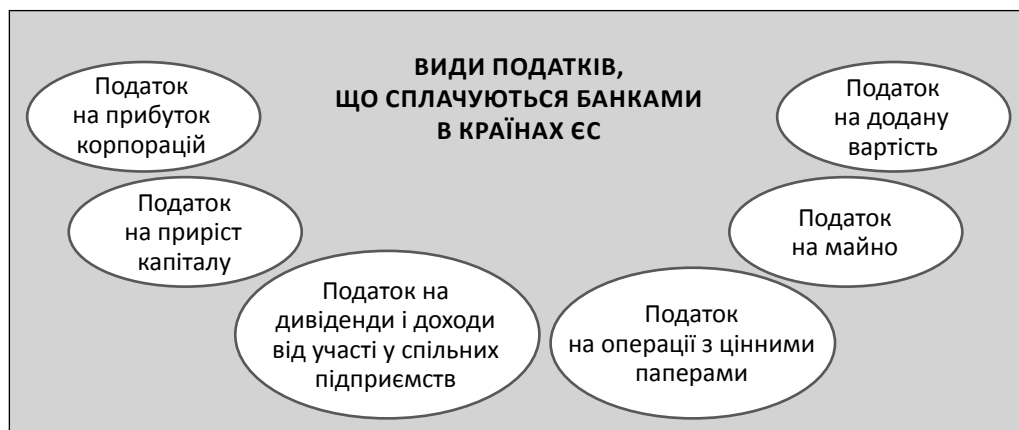 ВИДИ ПОДАТКІВ,
ЩО СПЛАЧУЮТЬСЯ БАНКАМИ
В КРАЇНАХ ЄС
Податок
на прибуток
корпорацій
Податок
на приріст
капіталу
Податок на
дивіденди і доходи
від участі у спільних
підприємств
Податок
на операції з цінними
паперами
Податок
на майно
Податок
на додану
вартість